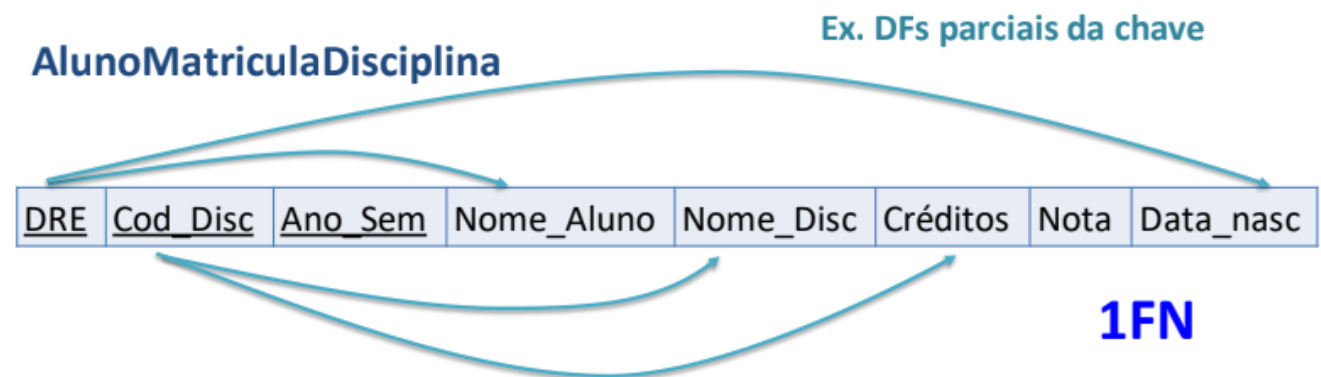 Ex. DFs parciais da chave
AlunoMatriculaDisciplina
DRE Cod_Disc Ano_Sem Nome_Aluno Nome_Disc Créditos Nota Data_nasc
1FN